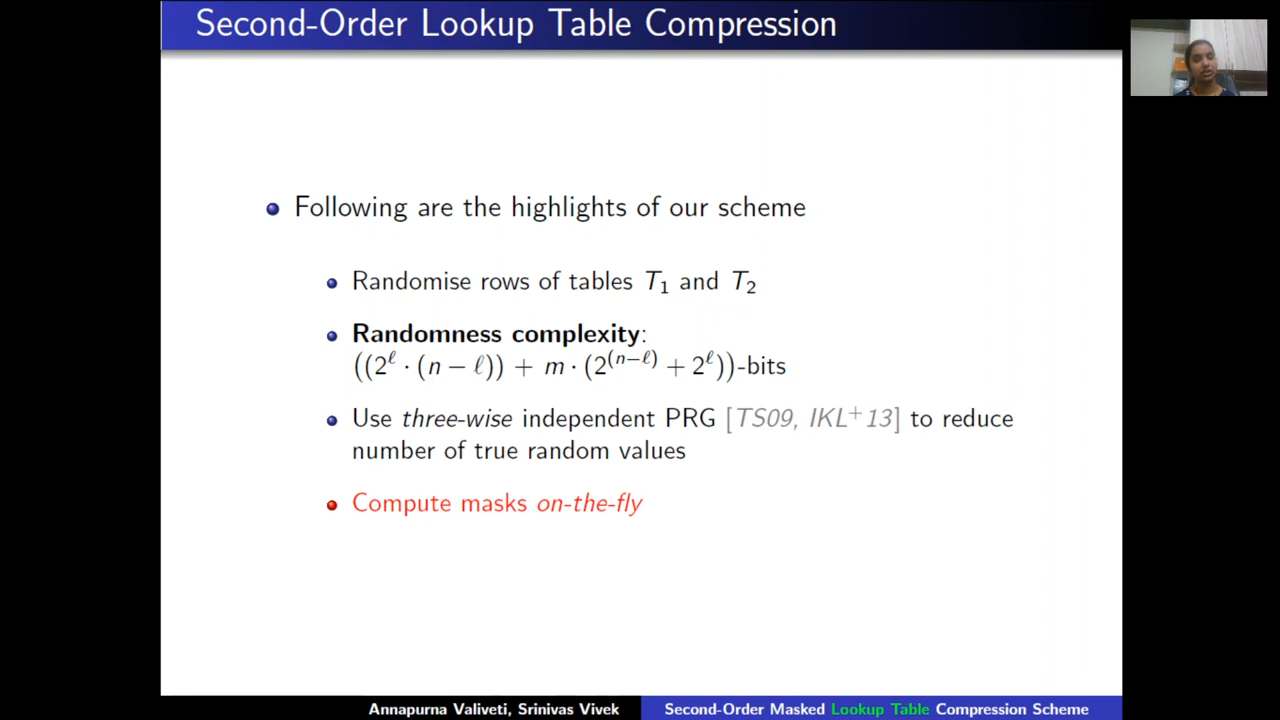 Second-Order Lookup Table Compression
Following are the highlights of our scheme
Randomise rows of tables T₁ and T₂
Randomness complexity:
((2^ℓ · (n − ℓ)) + m · (2^(n−ℓ) + 2^ℓ))-bits
Use three-wise independent PRG [TS09, IKL⁺13] to reduce
number of true random values
Compute masks on-the-fly
Annapurna Valiveti, Srinivas Vivek
Second-Order Masked Lookup Table Compression Scheme